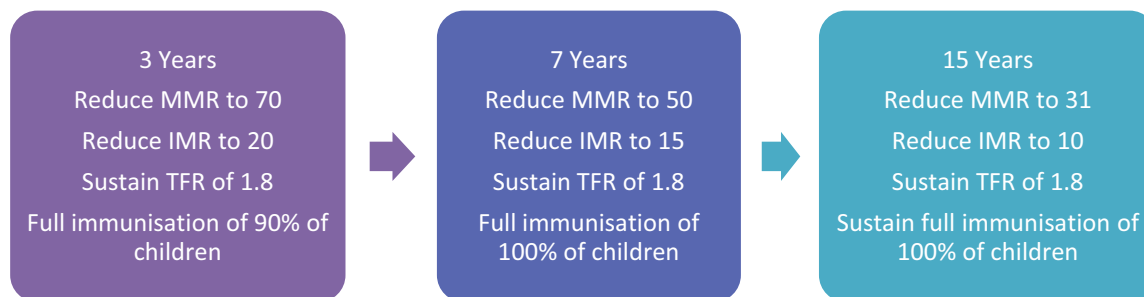 3 Years
Reduce MMR to 70
Reduce IMR to 20
Sustain TFR of 1.8
Full immunisation of 90% of
children
7 Years
Reduce MMR to 50
Reduce IMR to 15
Sustain TFR of 1.8
Full immunisation of
100% of children
15 Years
Reduce MMR to 31
Reduce IMR to 10
Sustain TFR of 1.8
Sustain full immunisation of
100% of children